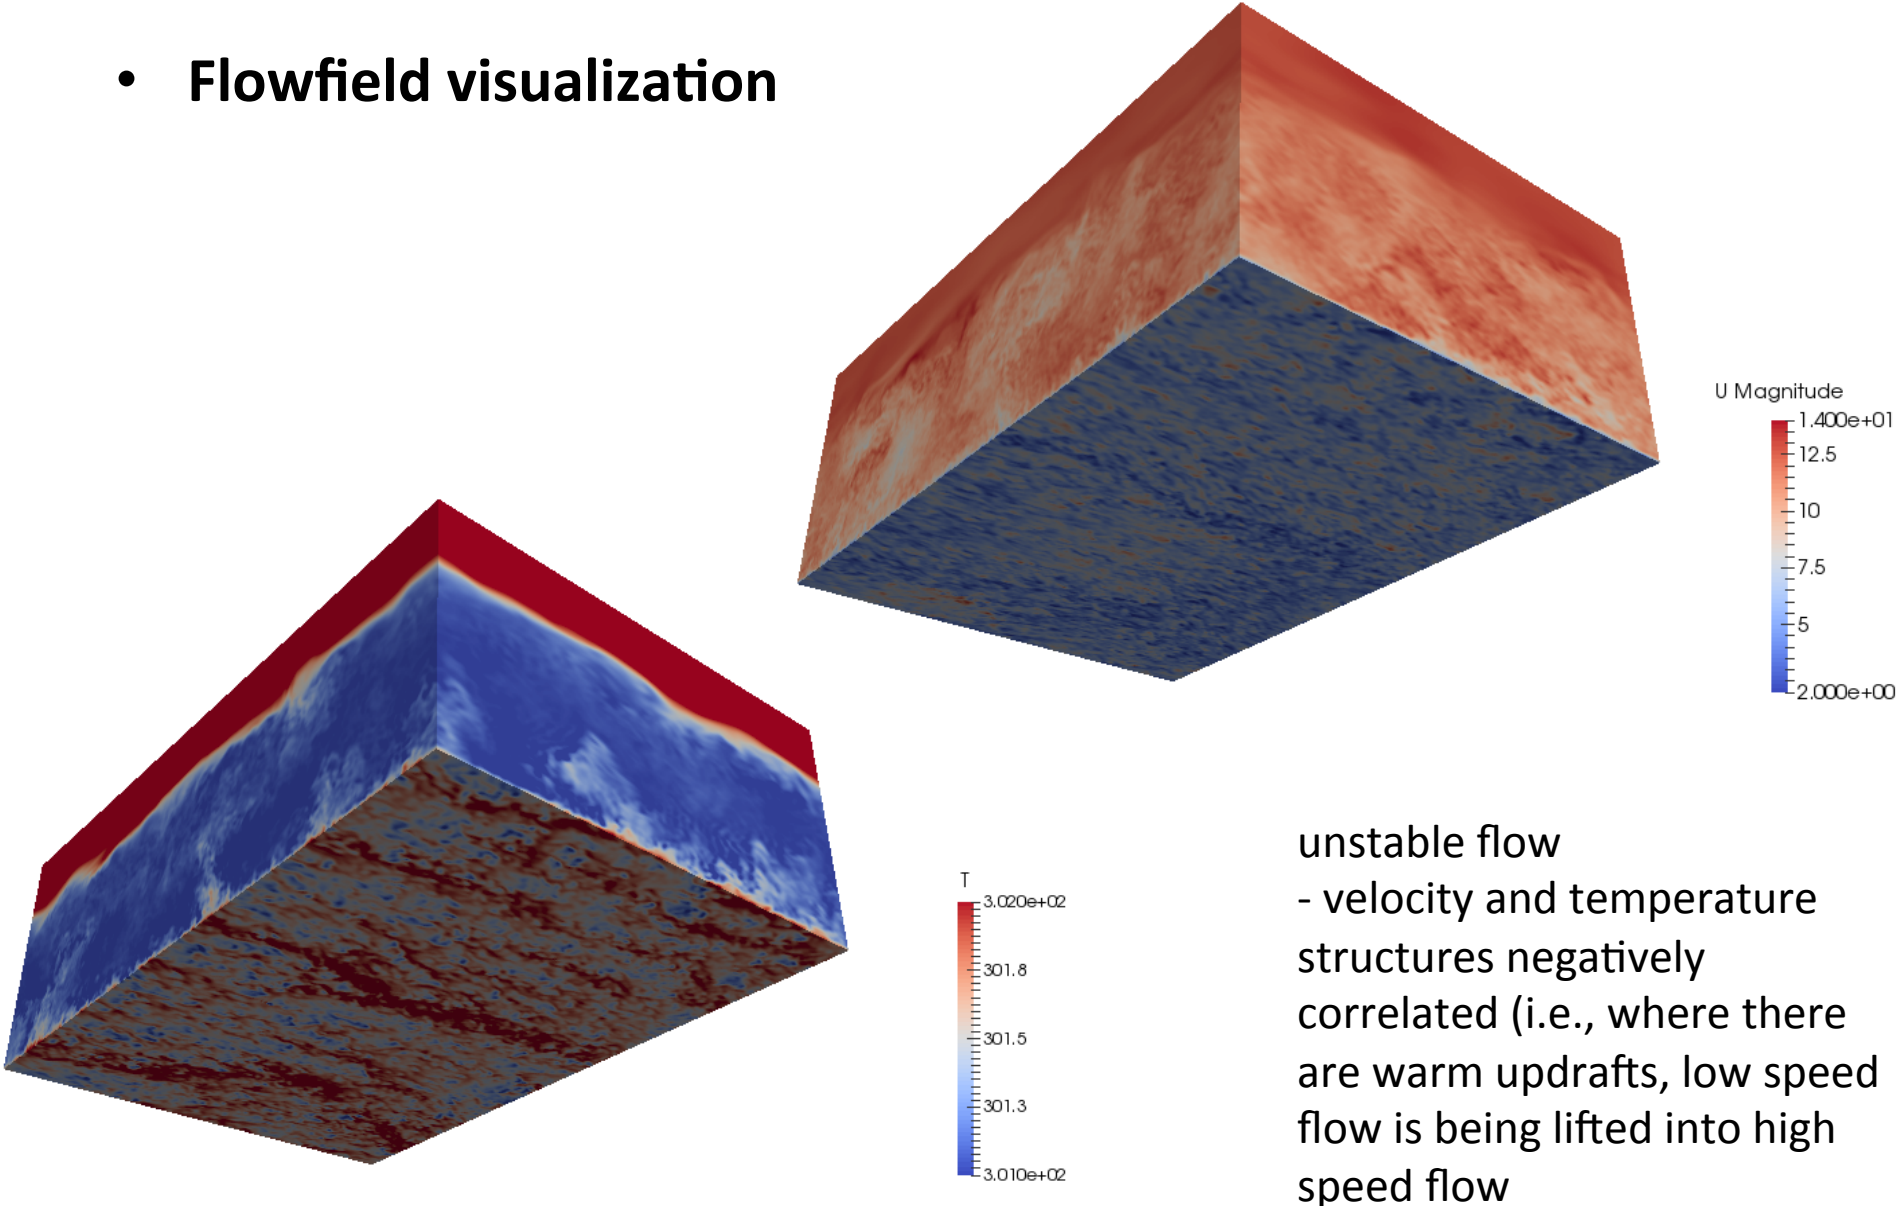 • Flowfield visualization
U Magnitude
1.400e+01
12.5
10
7.5
5
2.000e+00
T
3.020e+02
301.8
301.5
301.3
3.010e+02
unstable flow
- velocity and temperature
structures negatively
correlated (i.e., where there
are warm updrafts, low speed
flow is being lifted into high
speed flow